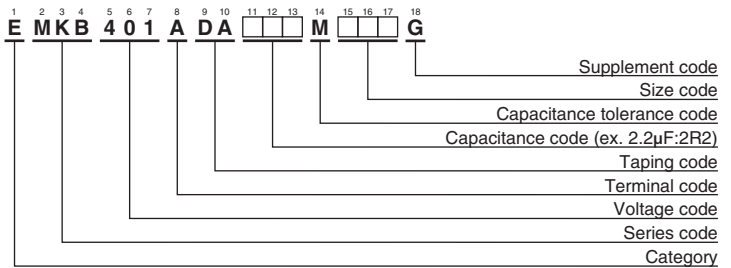 1 2 3 4 5 6 7 8 9 10 11 12 13 14 15 16 17 18
E MKB 401 A DA □□□ M □□□ G
Supplement code
Size code
Capacitance tolerance code
Capacitance code (ex. 2.2μF:2R2)
Taping code
Terminal code
Voltage code
Series code
Category